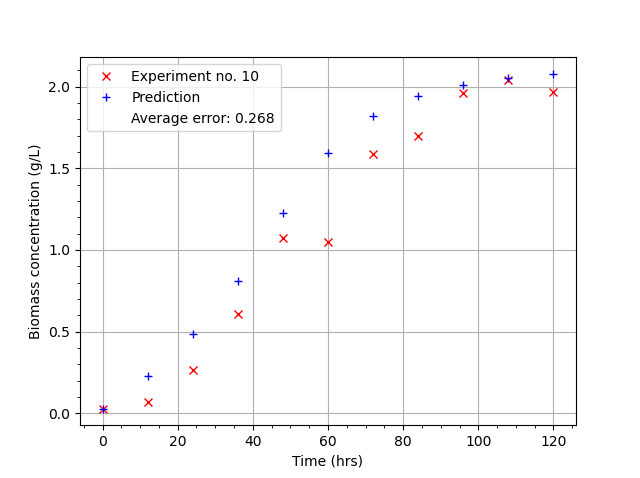 Experiment no. 10
Prediction
Average error: 0.268
2.0
1.5
1.0
0.5
0.0
Biomass concentration (g/L)
0 20 40 60 80 100 120
Time (hrs)